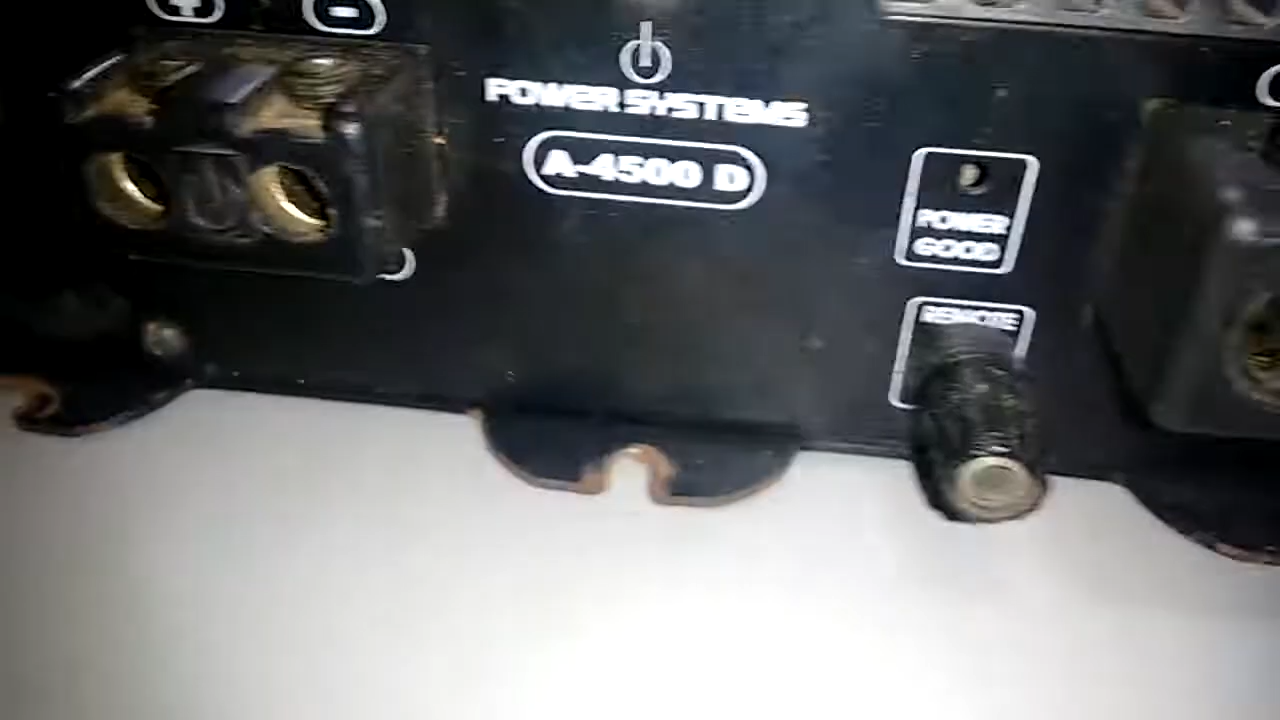 + -
POWER SYSTEMS
A-4500 D
POWER
GOOD
REMOTE